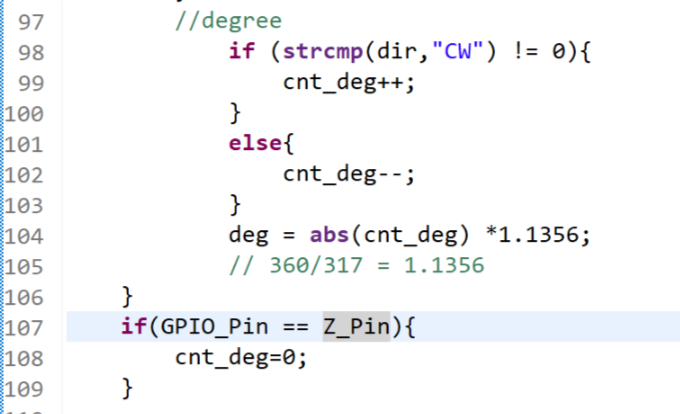 97 //degree
98 if (strcmp(dir,"CW") != 0){
99 cnt_deg++;
100 }
101 else{
102 cnt_deg--;
103 }
104 deg = abs(cnt_deg) *1.1356;
105 // 360/317 = 1.1356
106 }
107 if(GPIO_Pin == Z_Pin){
108 cnt_deg=0;
109 }